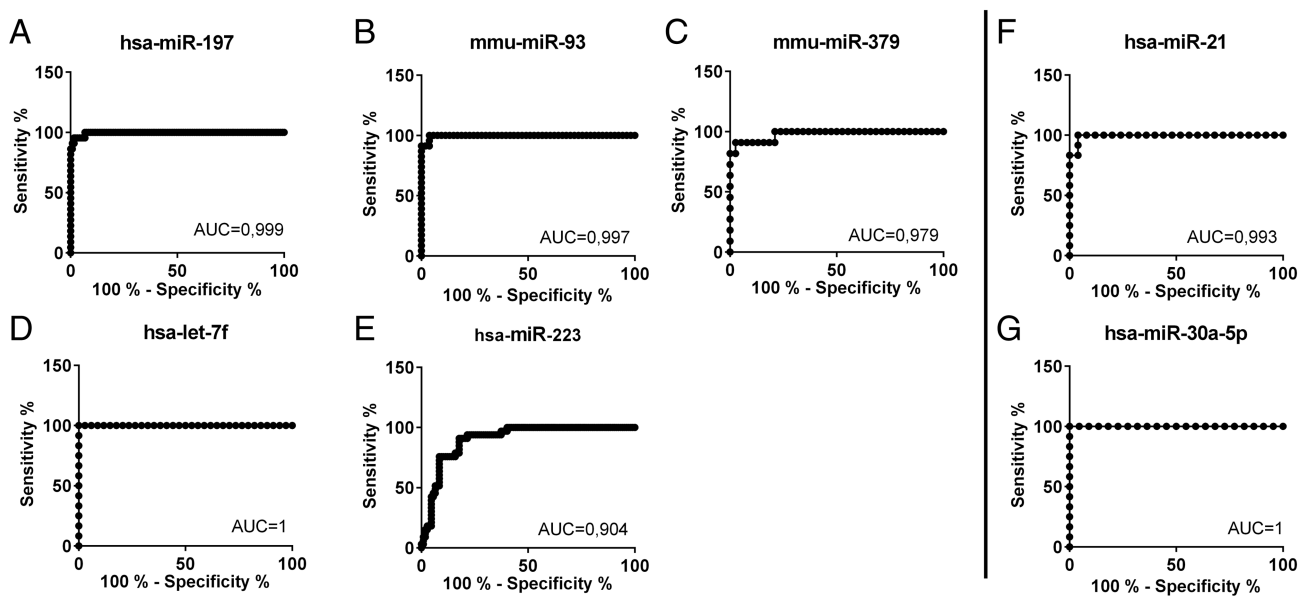 A
hsa-miR-197
150
100
50
0
Sensitivity %
AUC=0,999
0
50
100
100 % - Specificity %
B
mmu-miR-93
150
100
50
0
Sensitivity %
AUC=0,997
0
50
100
100 % - Specificity %
C
mmu-miR-379
150
100
50
0
Sensitivity %
AUC=0,979
0
50
100
100 % - Specificity %
F
hsa-miR-21
150
100
50
0
Sensitivity %
AUC=0,993
0
50
100
100 % - Specificity %
D
hsa-let-7f
150
100
50
0
Sensitivity %
AUC=1
0
50
100
100 % - Specificity %
E
hsa-miR-223
150
100
50
0
Sensitivity %
AUC=0,904
0
50
100
100 % - Specificity %
G
hsa-miR-30a-5p
150
100
50
0
Sensitivity %
AUC=1
0
50
100
100 % - Specificity %